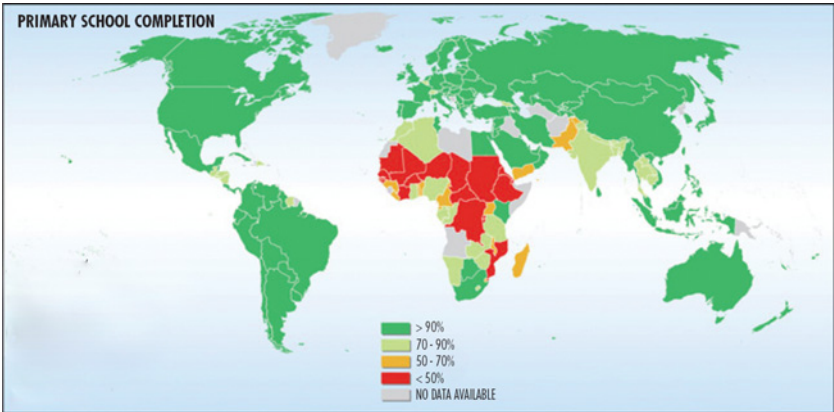 PRIMARY SCHOOL COMPLETION
> 90%
70 - 90%
50 - 70%
< 50%
NO DATA AVAILABLE